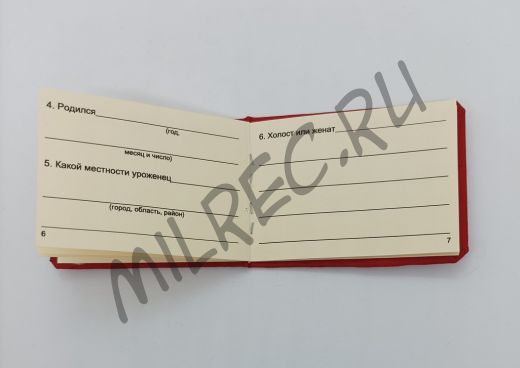 4. Родился
(год,
месяц и число)
5. Какой местности уроженец
(город, область, район)
6
6. Холост или женат
7
MILREC.RU